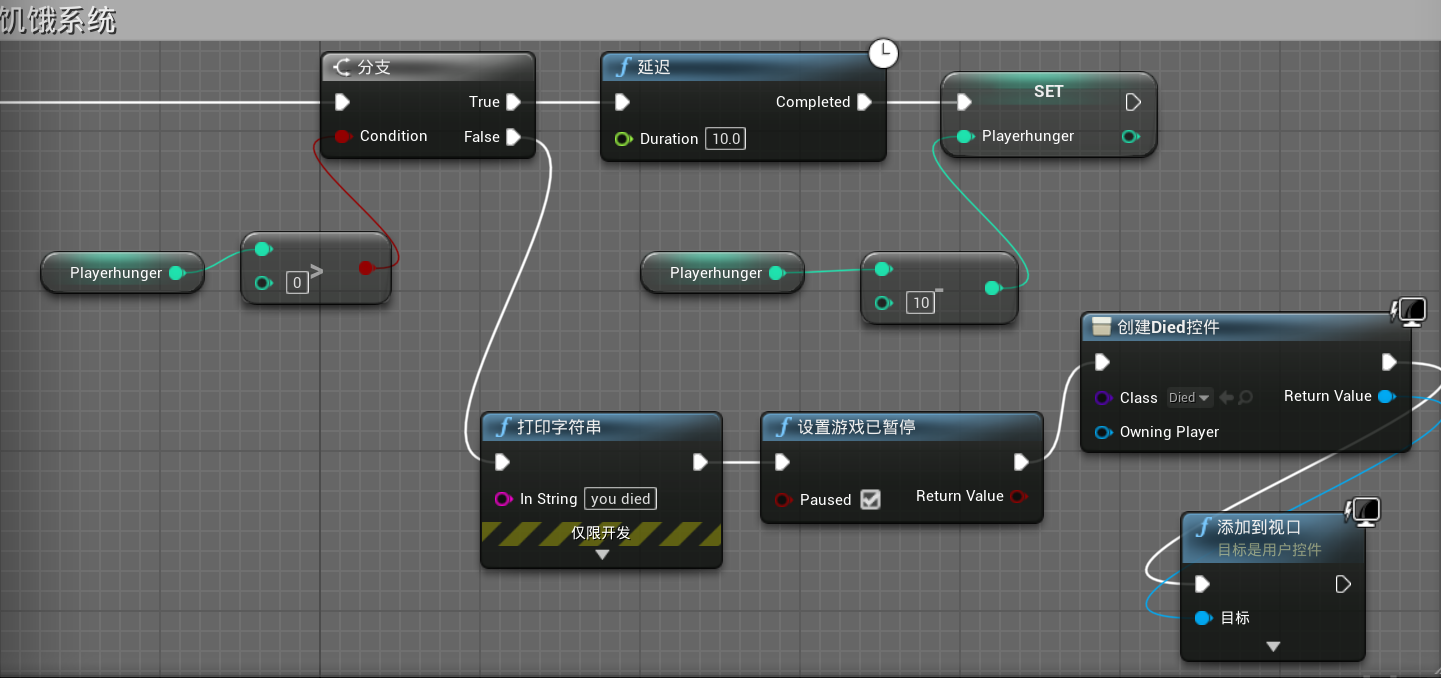 饥饿系统
分支
True
Condition
False
延迟
Completed
Duration 10.0
SET
Playerhunger
Playerhunger
0 >
Playerhunger
10 -
创建Died控件
Class Died
Return Value
Owning Player
打印字符串
In String you died
仅限开发
设置游戏已暂停
Paused
Return Value
添加到视口
目标是用户控件
目标